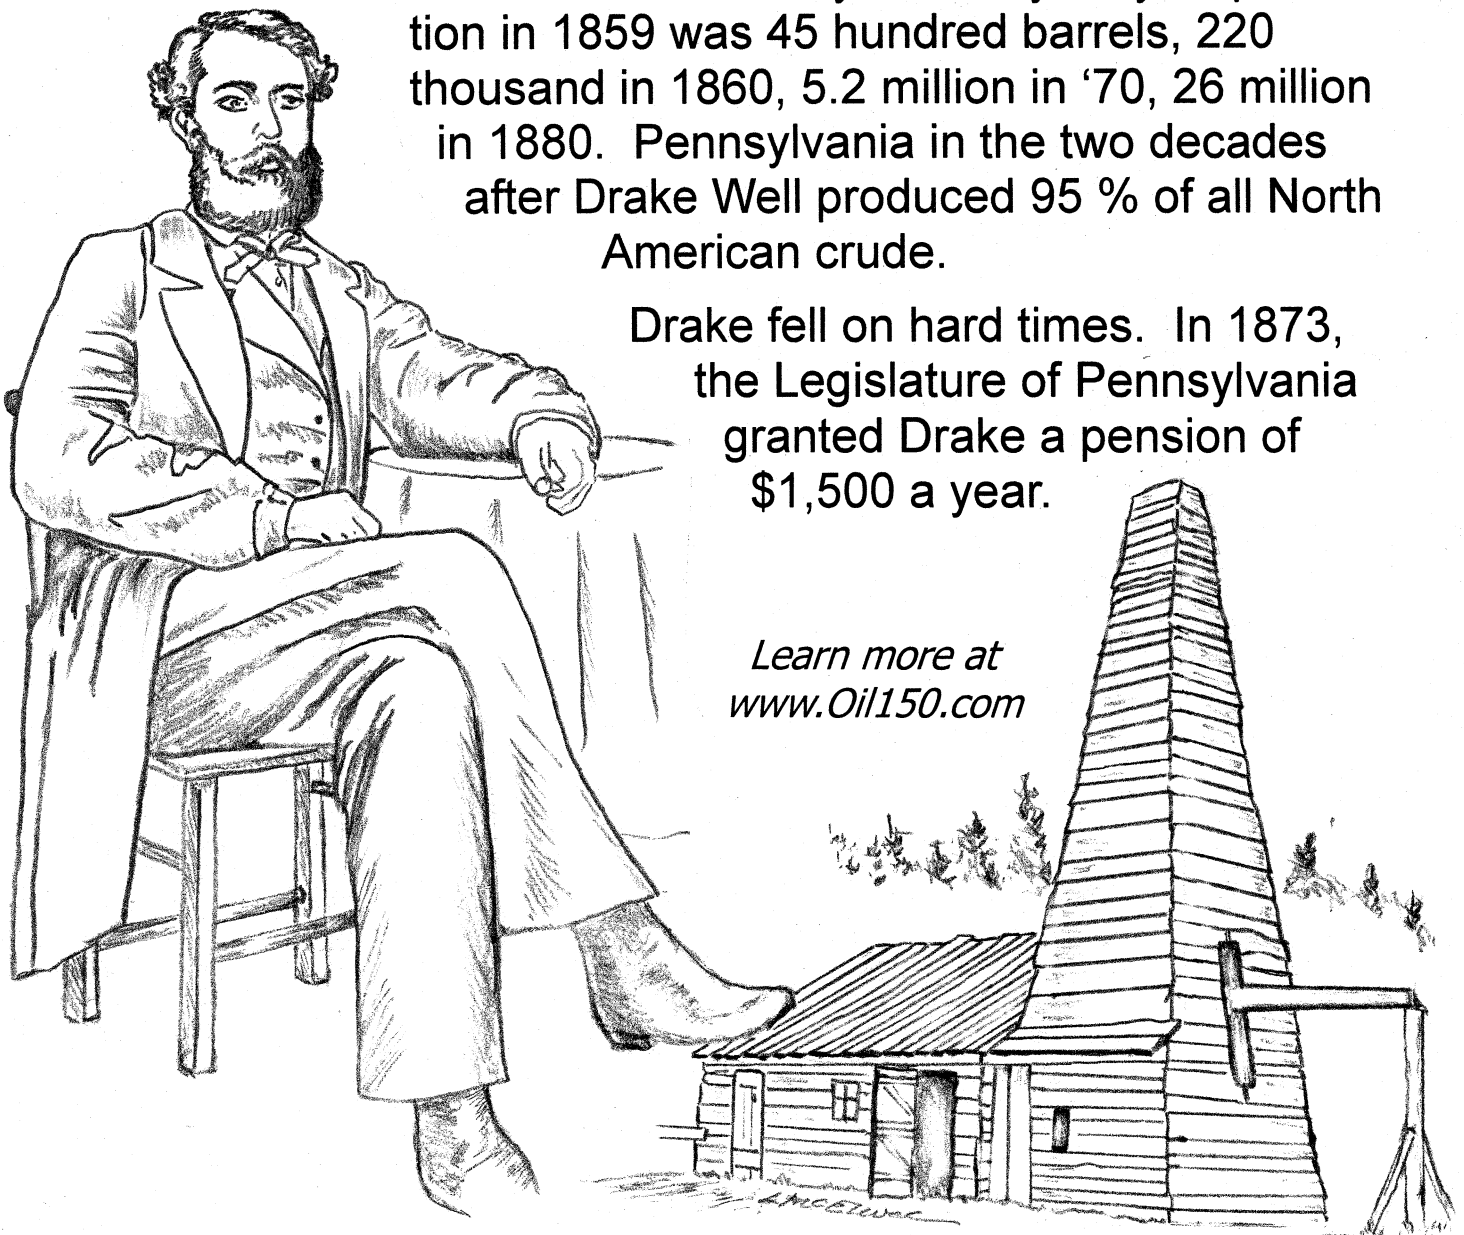 tion in 1859 was 45 hundred barrels, 220
thousand in 1860, 5.2 million in ‘70, 26 million
in 1880.  Pennsylvania in the two decades
after Drake Well produced 95 % of all North
American crude.
Drake fell on hard times.  In 1873,
the Legislature of Pennsylvania
granted Drake a pension of
$1,500 a year.
Learn more at
www.Oil150.com